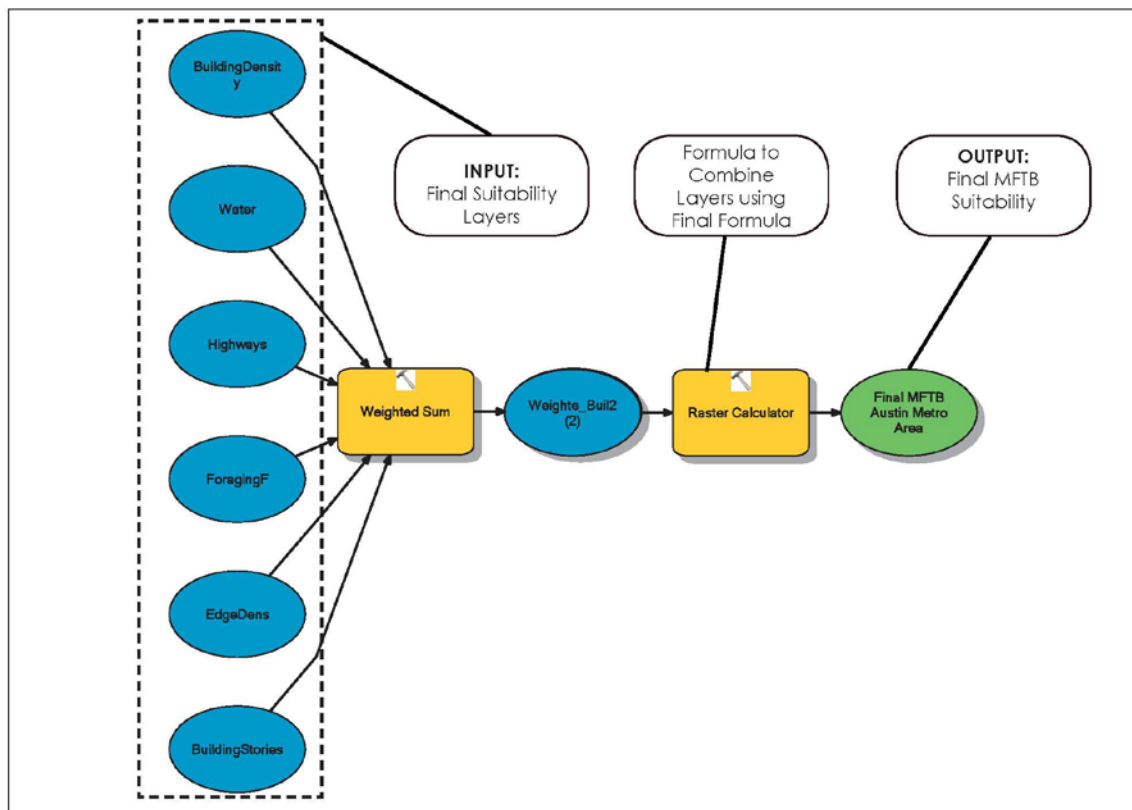 BuildingDensit
y
Water
Highways
ForagingF
EdgeDens
BuildingStories
INPUT:
Final Suitability
Layers
Formula to
Combine
Layers using
Final Formula
OUTPUT:
Final MFTB
Suitability
Weighted Sum
Weighte_Buil2
(2)
Raster Calculator
Final MFTB
Austin Metro
Area